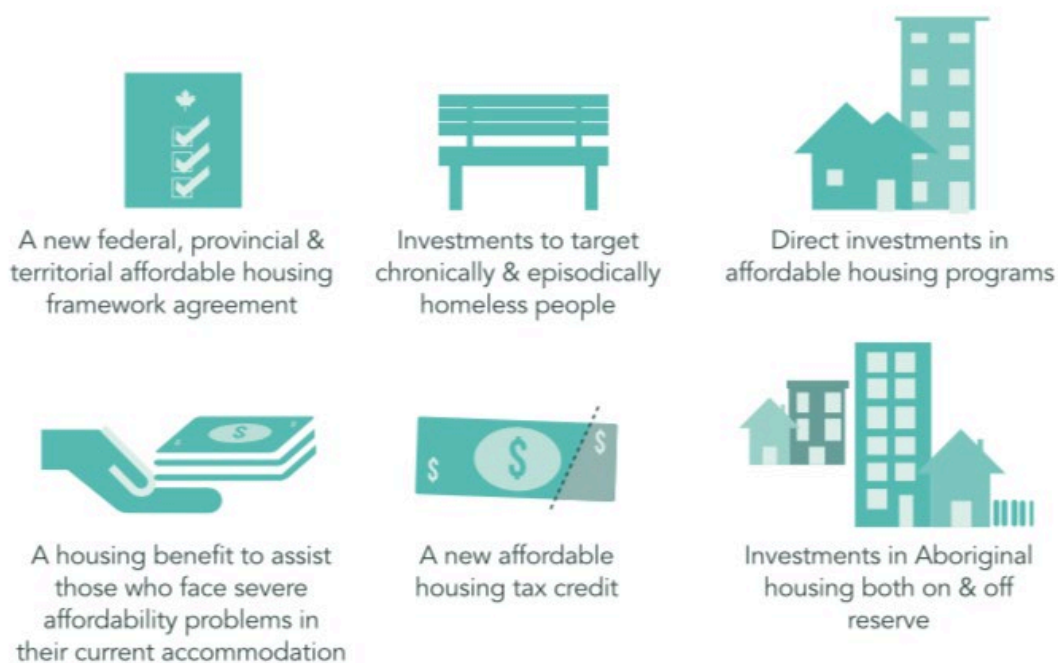 A new federal, provincial &
territorial affordable housing
framework agreement
Investments to target
chronically & episodically
homeless people
Direct investments in
affordable housing programs
$
$
$
$
A housing benefit to assist
those who face severe
affordability problems in
their current accommodation
A new affordable
housing tax credit
Investments in Aboriginal
housing both on & off
reserve